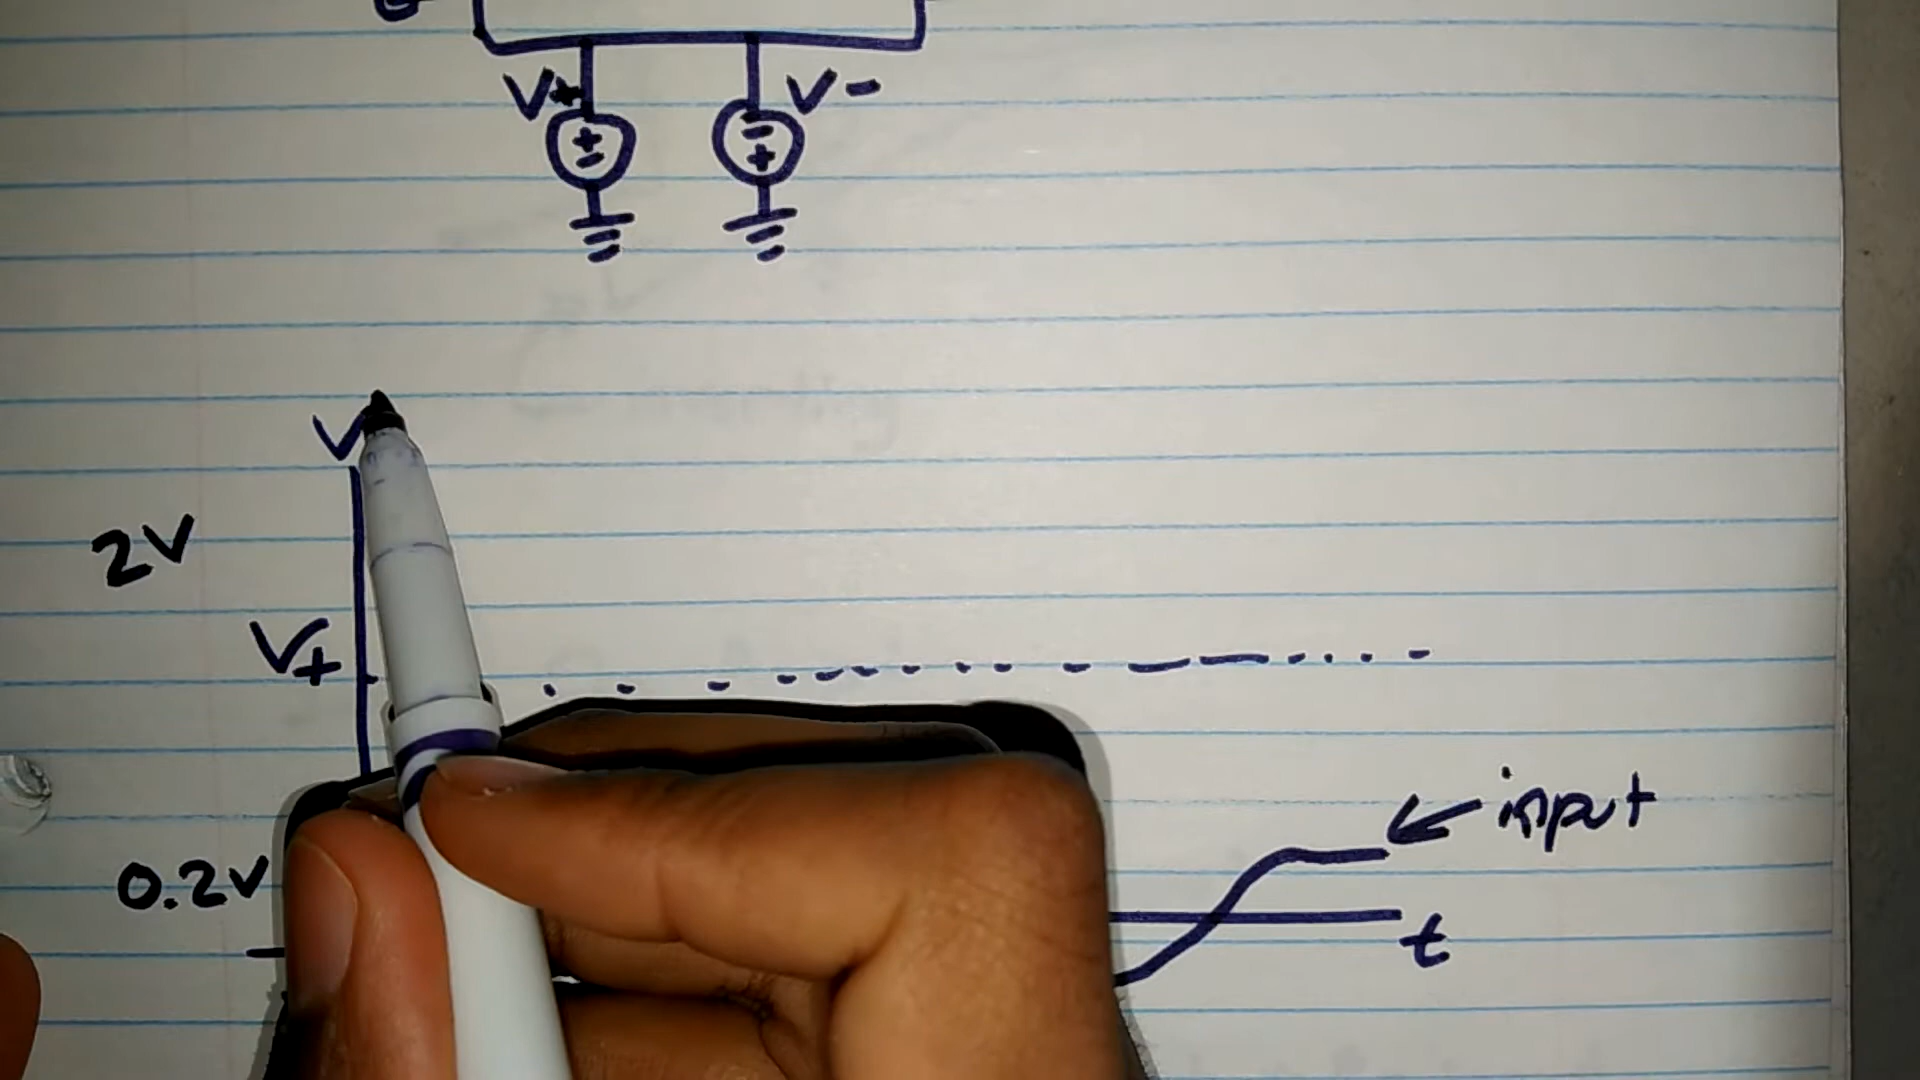 V+ V-
+ - - +
V
2V
V+
input
0.2V
t